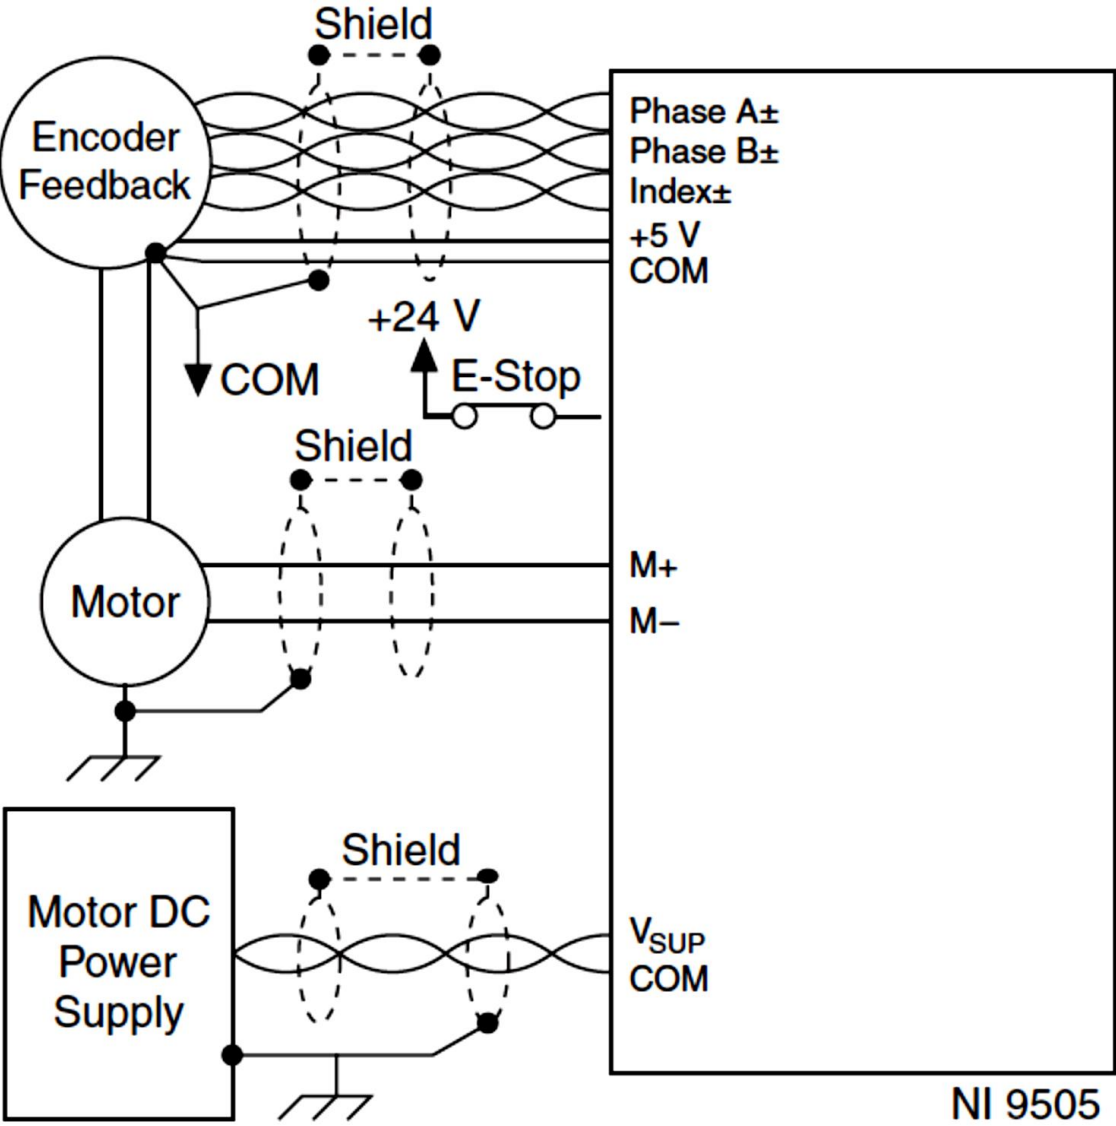 Shield
Encoder
Feedback
Phase A±
Phase B±
Index±
+5 V
COM
+24 V
COM
E-Stop
Shield
M+
Motor
M–
Shield
Motor DC
Power
Supply
VSUP
COM
NI 9505